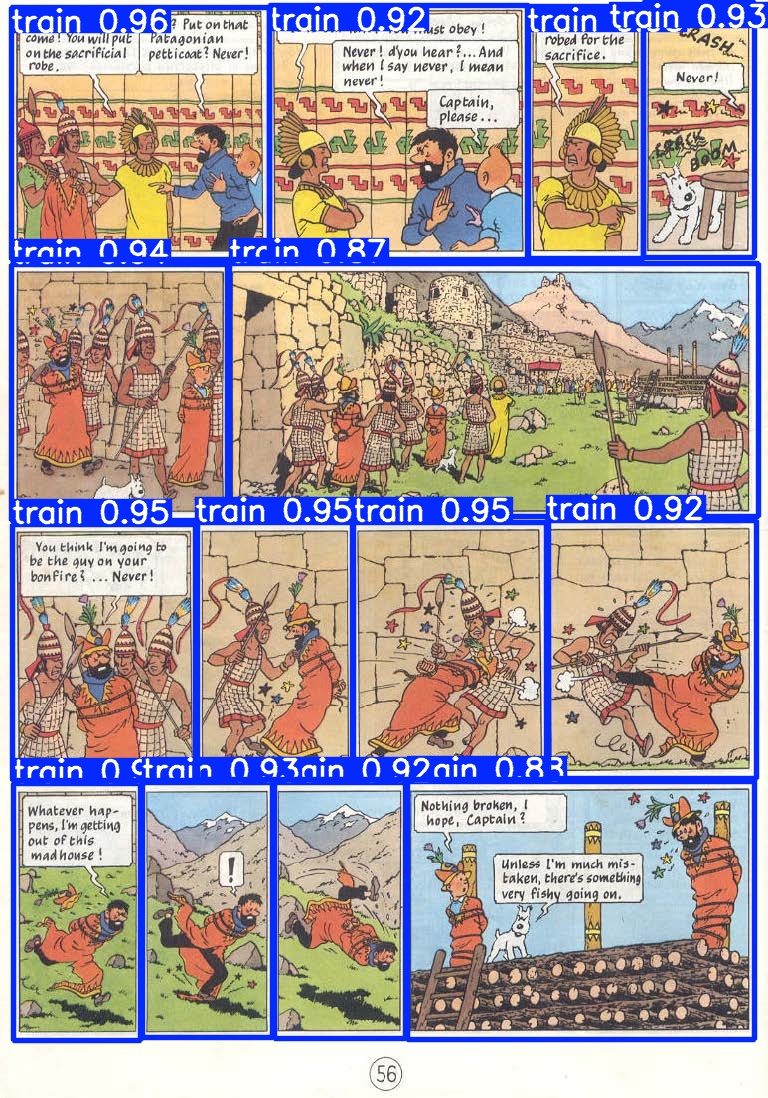 train 0.96
train 0.92
train
train 0.93
? Put on that
come! You will put
Patagonian
on the sacrificial
petticoat? Never!
robe.
must obey!
Never! d'you hear?... And
when I say never, I mean
never!
Captain,
please...
robed for the
sacrifice.
CRASH
Never!
CRACK
BOOM
train 0.94
train 0.87
train 0.95
train 0.95
train 0.95
train 0.92
You think I'm going to
be the guy on your
bonfire?... Never!
train
train 0.93
ain 0.92
ain 0.83
Whatever hap-
pens, I'm getting
out of this
madhouse!
!
Nothing broken, I
hope, Captain?
Unless I'm much mis-
taken, there's something
very fishy going on.
56